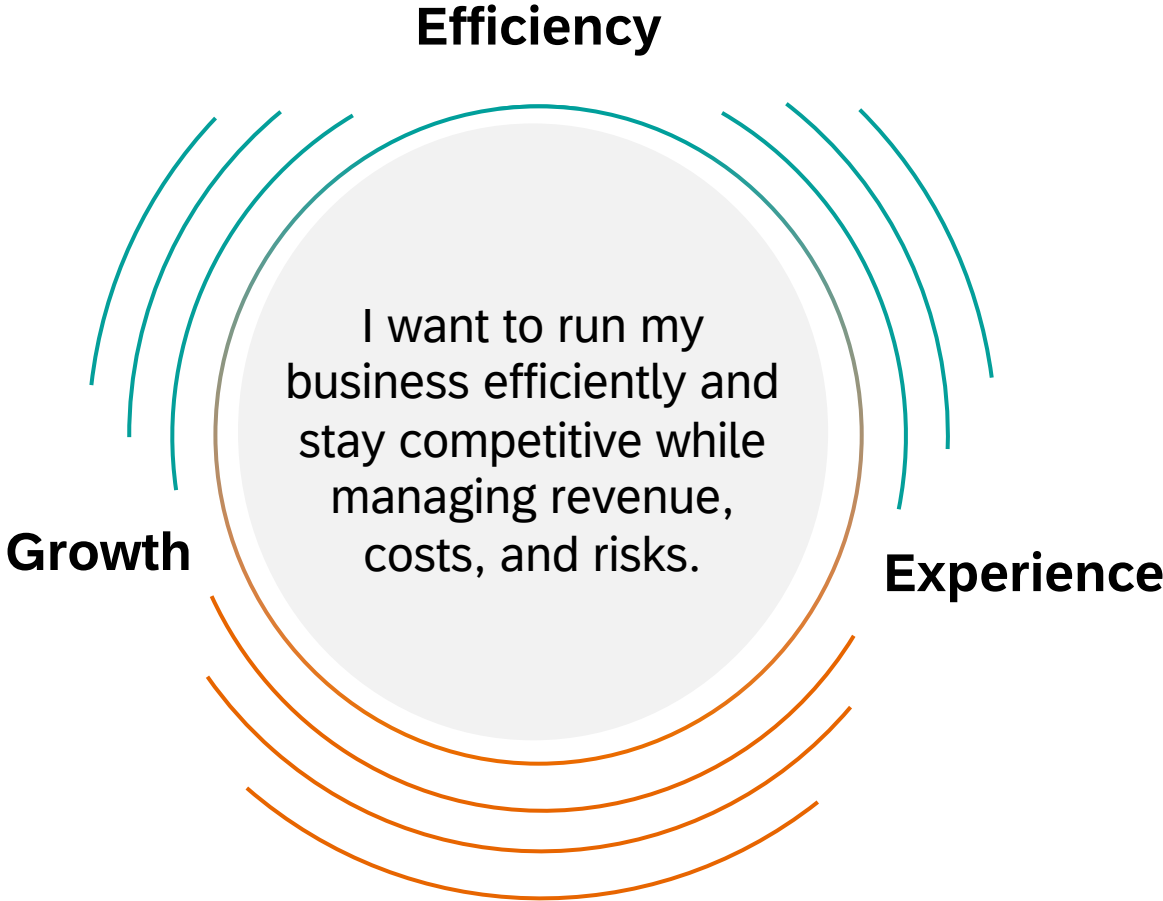 Efficiency
I want to run my
business efficiently and
stay competitive while
managing revenue,
costs, and risks.
Growth
Experience